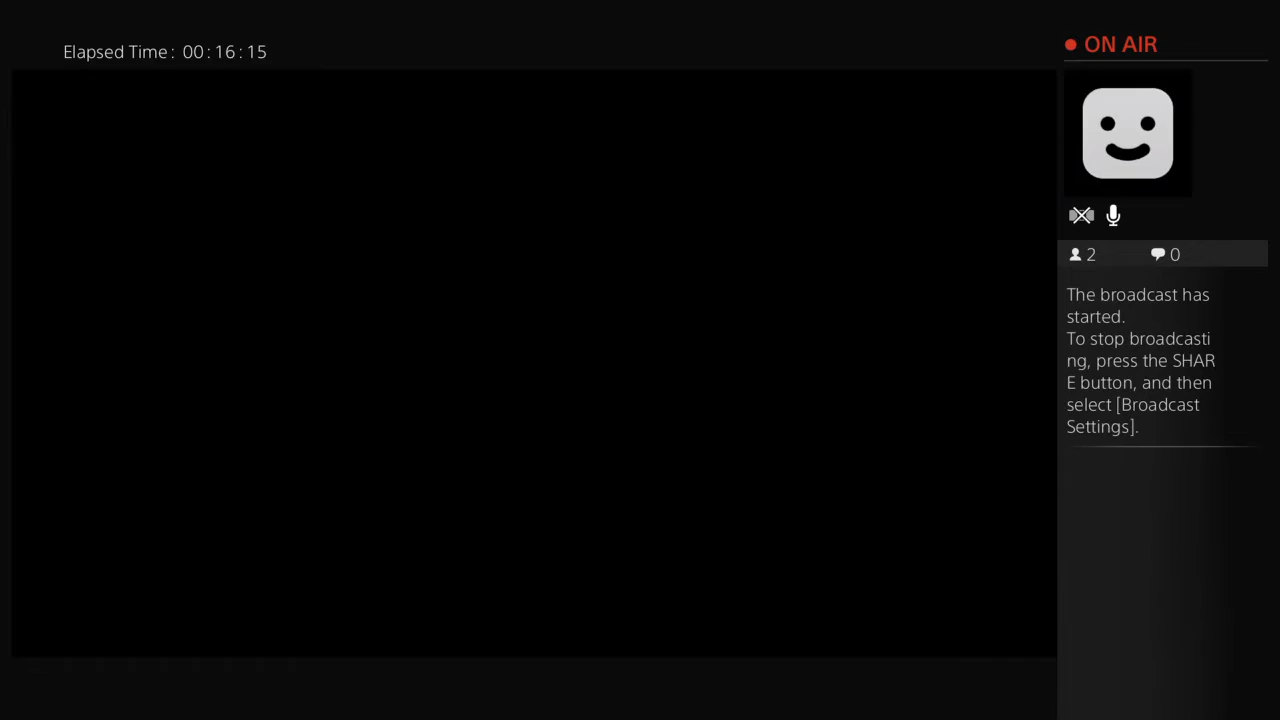 Elapsed Time: 00:16:15
ON AIR
2
0
The broadcast has
started.
To stop broadcasti
ng, press the SHAR
E button, and then
select [Broadcast
Settings].